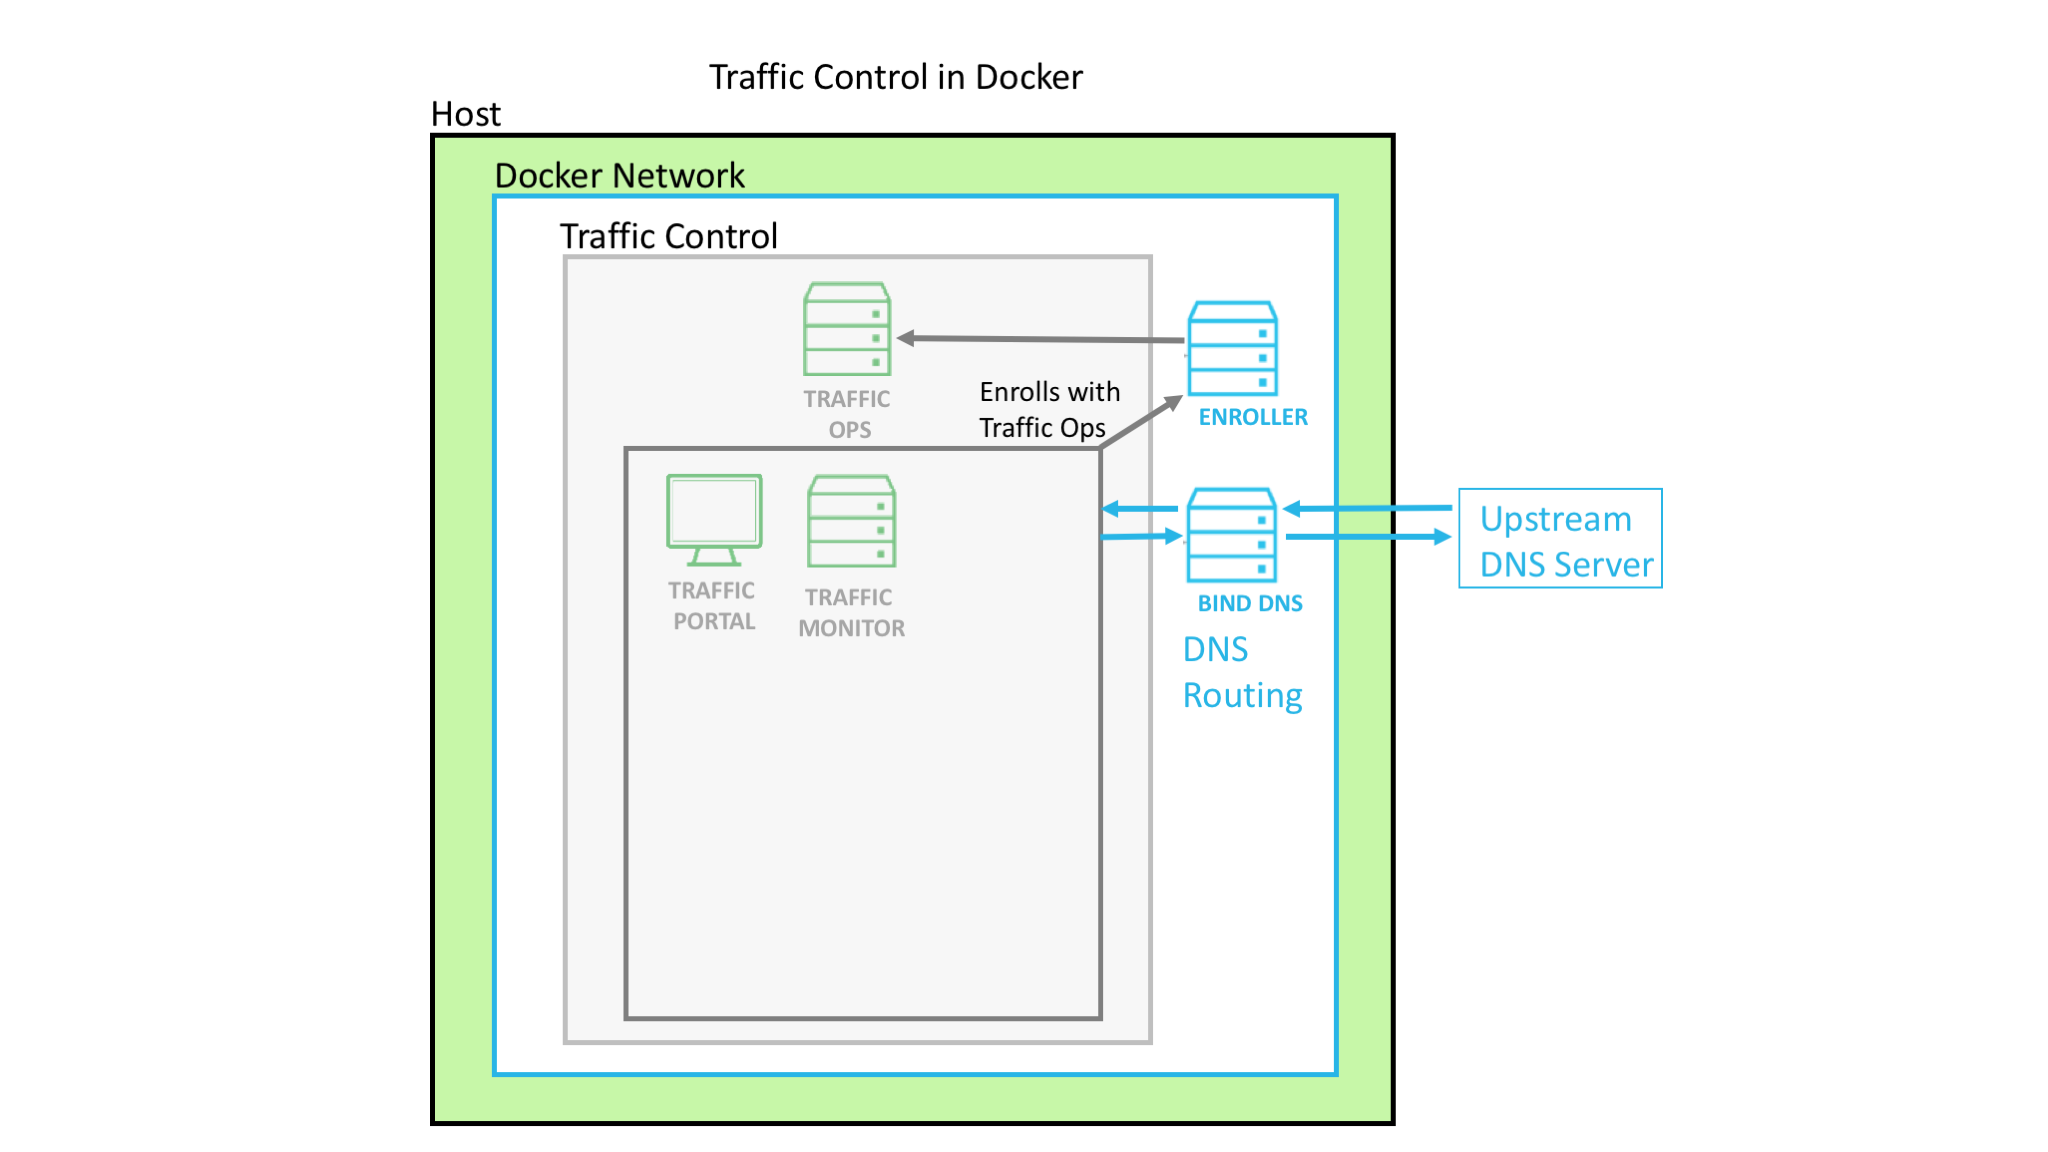 Traffic Control in Docker
Host
Docker Network
Traffic Control
TRAFFIC
OPS
Enrolls with
Traffic Ops
ENROLLER
TRAFFIC
PORTAL
TRAFFIC
MONITOR
BIND DNS
DNS
Routing
Upstream
DNS Server